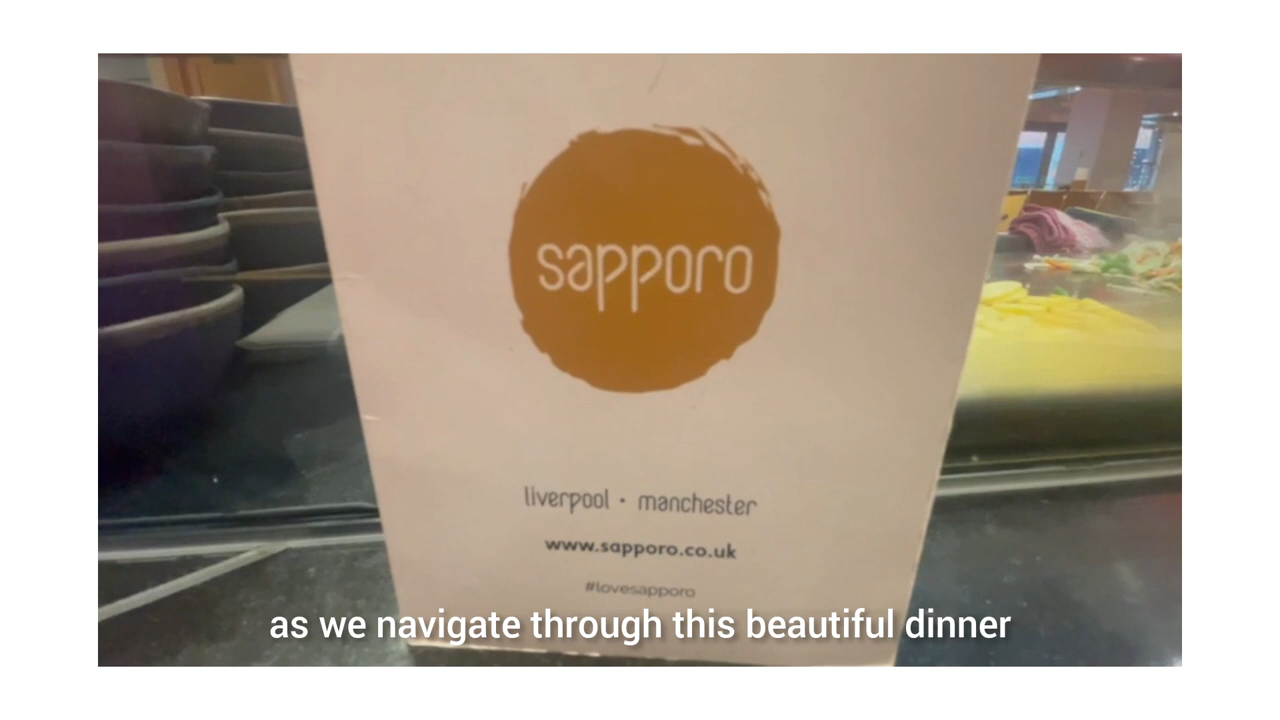 sapporo
liverpool • manchester
www.sapporo.co.uk
#lovesapporo
as we navigate through this beautiful dinner